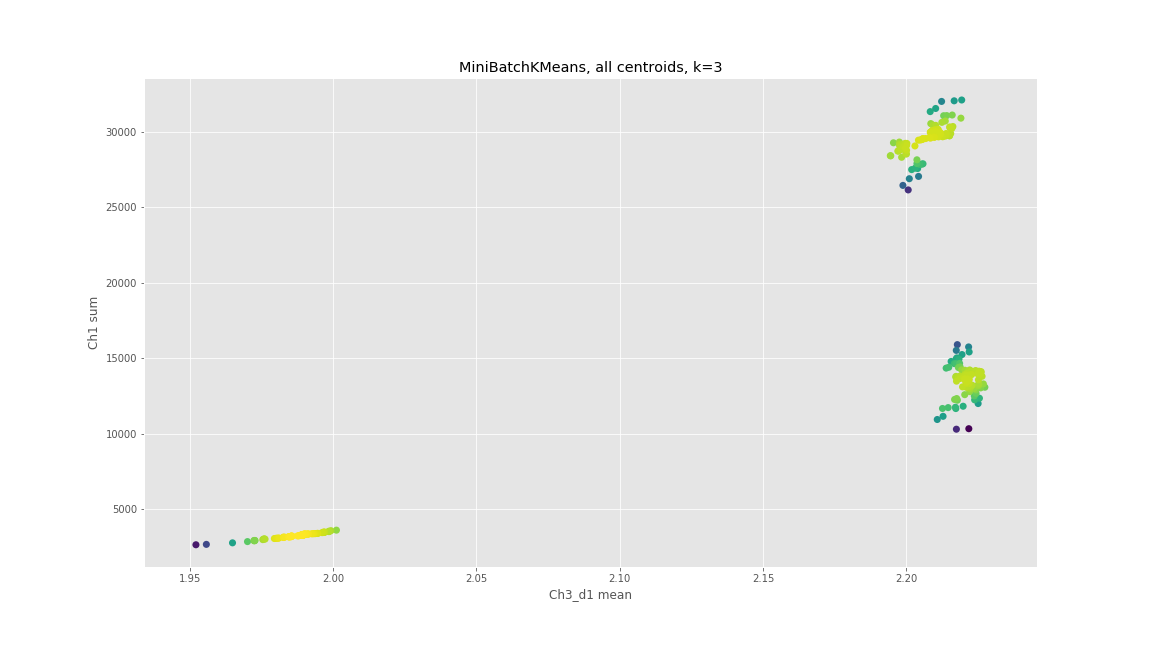 MiniBatchKMeans, all centroids, k=3
30000
25000
20000
15000
10000
5000
Ch1 sum
1.95 2.00 2.05 2.10 2.15 2.20
Ch3_d1 mean